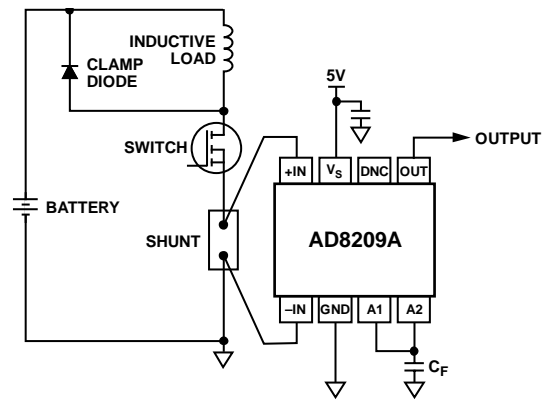 INDUCTIVE
LOAD
CLAMP
DIODE
5V
OUTPUT
SWITCH
+IN
VS
DNC
OUT
BATTERY
SHUNT
AD8209A
–IN
GND
A1
A2
CF